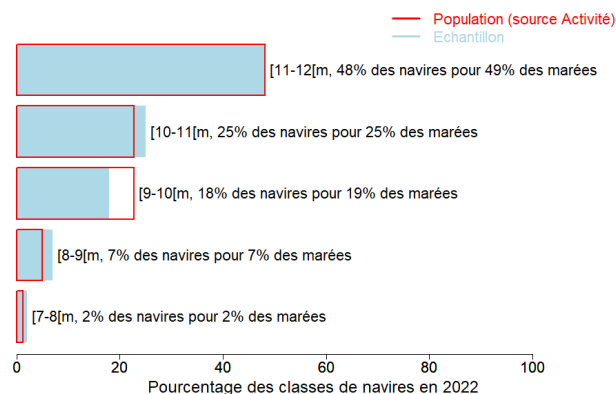 Population (source Activité)
Echantillon
[11-12[m, 48% des navires pour 49% des marées
[10-11[m, 25% des navires pour 25% des marées
[9-10[m, 18% des navires pour 19% des marées
[8-9[m, 7% des navires pour 7% des marées
[7-8[m, 2% des navires pour 2% des marées
0 20 40 60 80 100
Pourcentage des classes de navires en 2022